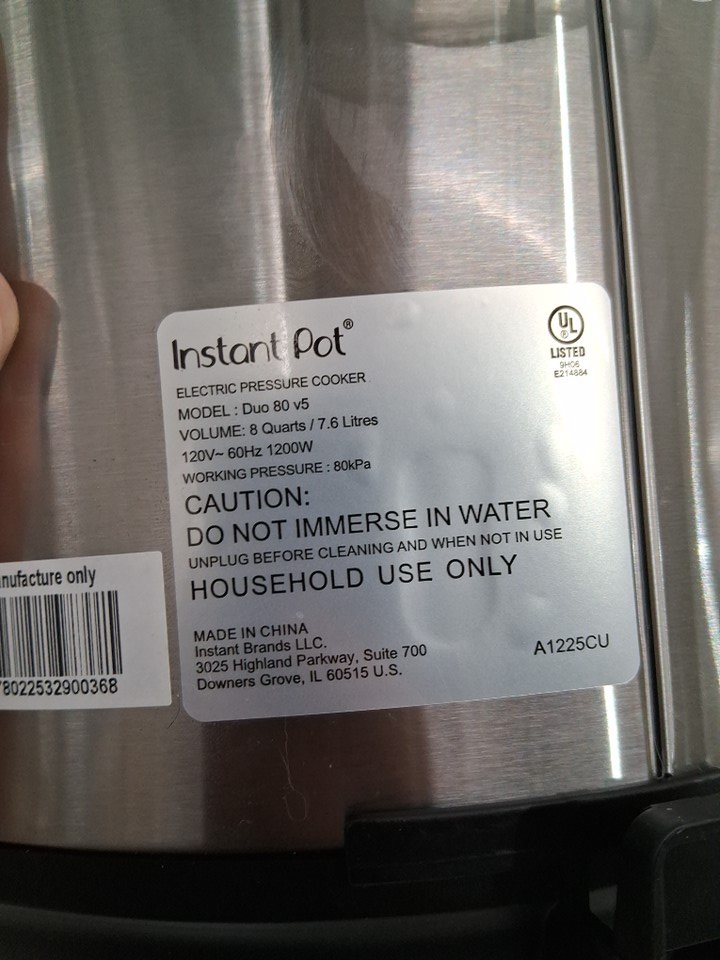 Instant Pot®
UL
LISTED
9H06
E214884
ELECTRIC PRESSURE COOKER
MODEL : Duo 80 v5
VOLUME: 8 Quarts / 7.6 Litres
120V~ 60Hz 1200W
WORKING PRESSURE : 80kPa
CAUTION:
DO NOT IMMERSE IN WATER
UNPLUG BEFORE CLEANING AND WHEN NOT IN USE
HOUSEHOLD USE ONLY
MADE IN CHINA
Instant Brands LLC.
3025 Highland Parkway, Suite 700
Downers Grove, IL 60515 U.S.
A1225CU
nufacture only
78022532900368